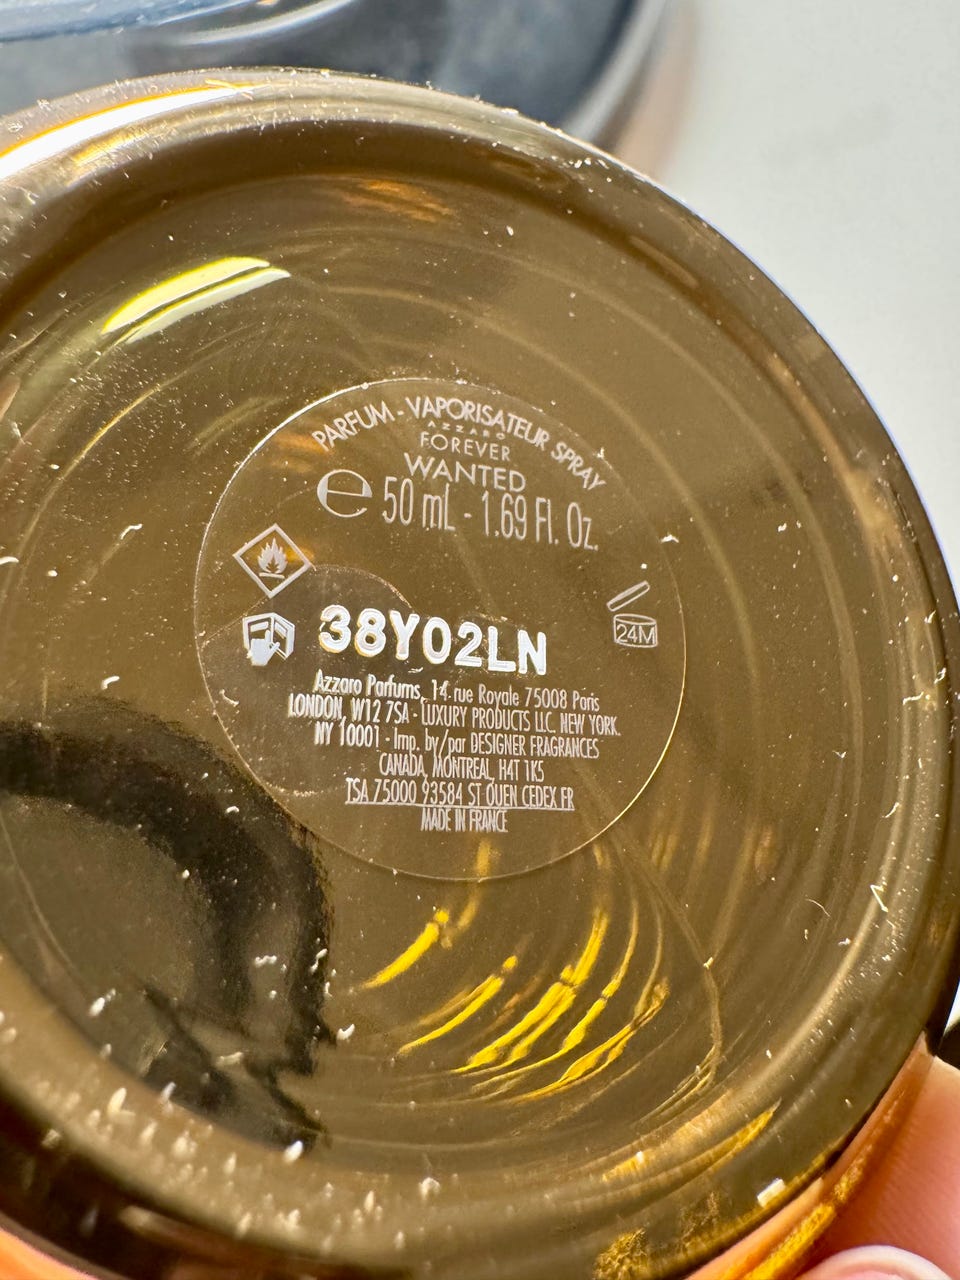 PARFUM - VAPORISATEUR SPRAY
AZZARO
FOREVER
WANTED
e 50 mL - 1.69 Fl. Oz.
24M
38Y02LN
Azzaro Parfums, 14 rue Royale 75008 Paris
LONDON, W12 7SA - LUXURY PRODUCTS LLC, NEW YORK,
NY 10001 - Imp. by/par DESIGNER FRAGRANCES
CANADA, MONTREAL, H4T 1K5
TSA 75000 93584 ST OUEN CEDEX FR
MADE IN FRANCE